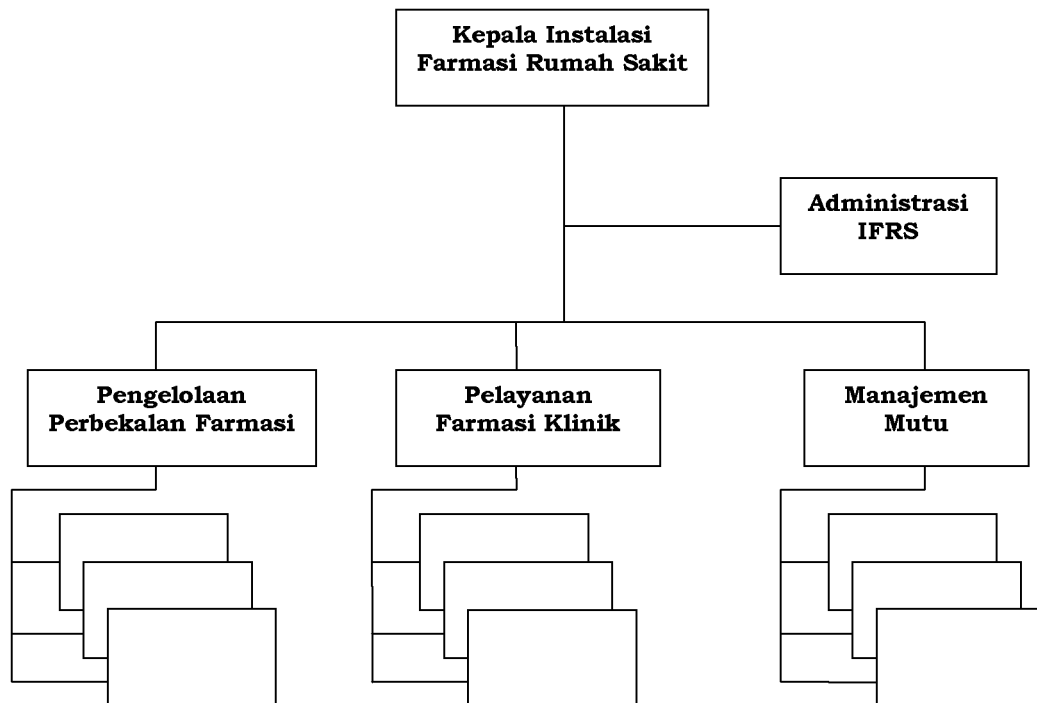 Kepala Instalasi
Farmasi Rumah Sakit
Administrasi
IFRS
Pengelolaan
Perbekalan Farmasi
Pelayanan
Farmasi Klinik
Manajemen
Mutu